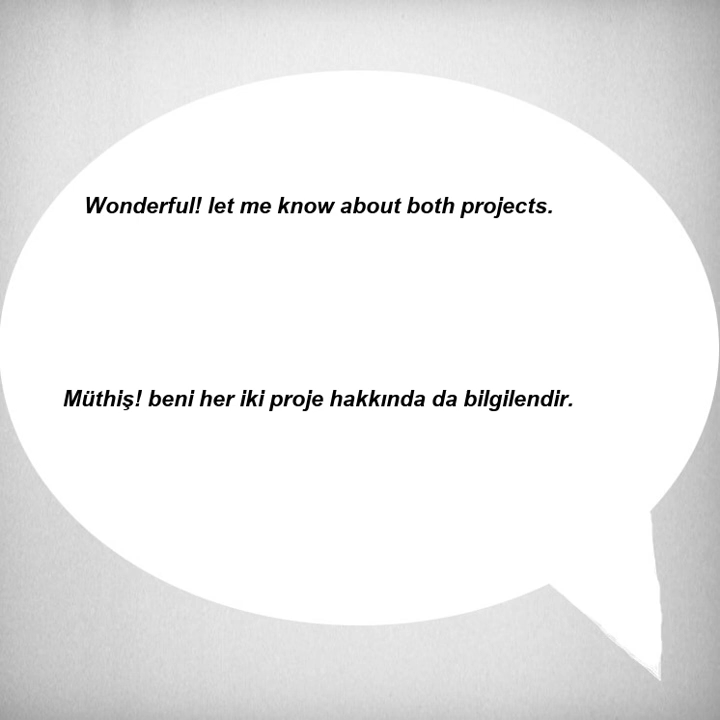 Wonderful! let me know about both projects.
Müthiş! beni her iki proje hakkında da bilgilendir.